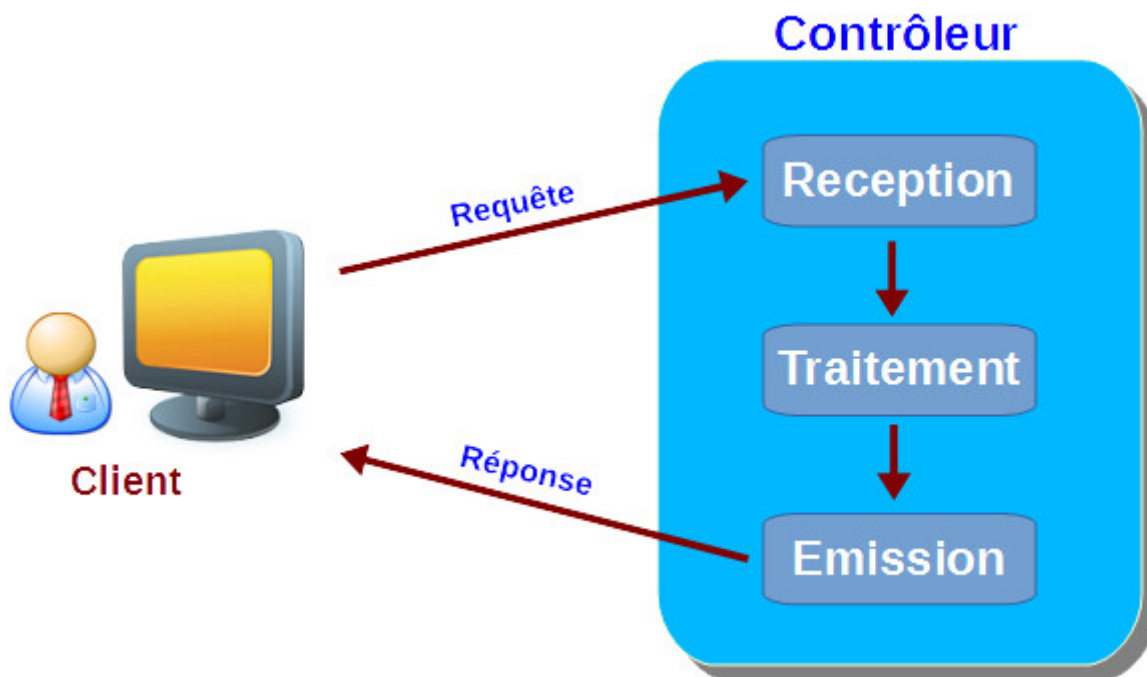 Contrôleur
Reception
Requête
Traitement
Réponse
Client
Emission